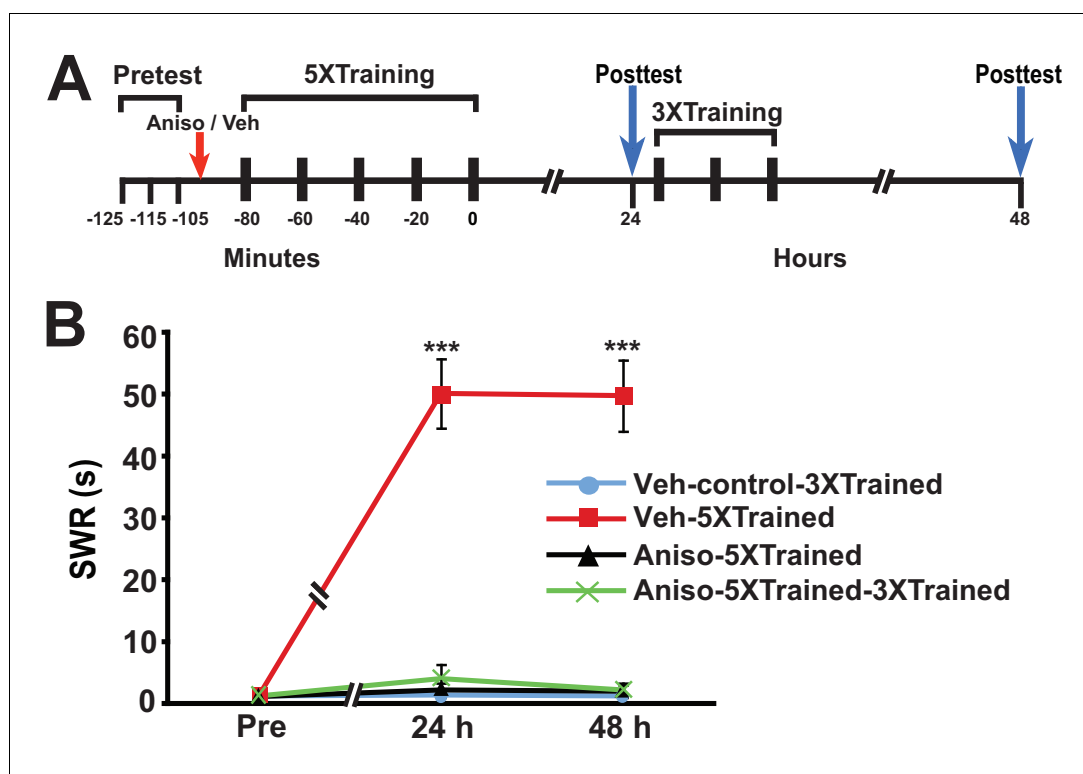 A
Pretest
5XTraining
Posttest
Posttest
Aniso / Veh
3XTraining
-125 -115 -105 -80 -60 -40 -20 0 24 48
Minutes Hours
B
60
50
40
30
20
10
0
SWR (s)
*** ***
Veh-control-3XTrained
Veh-5XTrained
Aniso-5XTrained
Aniso-5XTrained-3XTrained
Pre 24 h 48 h